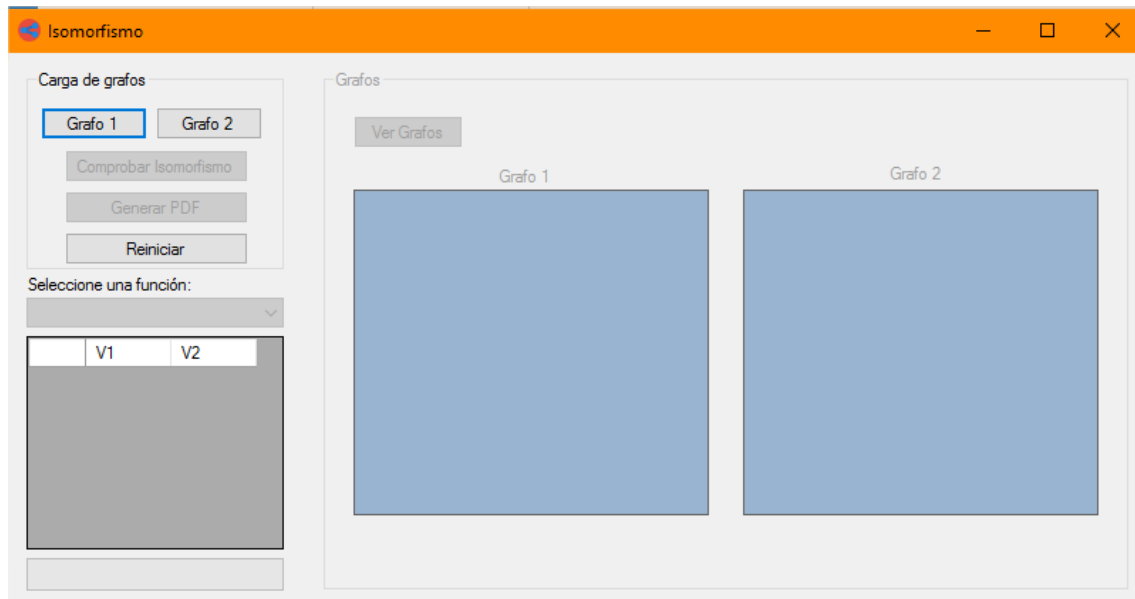 Isomorfismo
Carga de grafos
Grafo 1
Grafo 2
Comprobar Isomorfismo
Generar PDF
Reiniciar
Seleccione una función:
V1 V2
Grafos
Ver Grafos
Grafo 1
Grafo 2